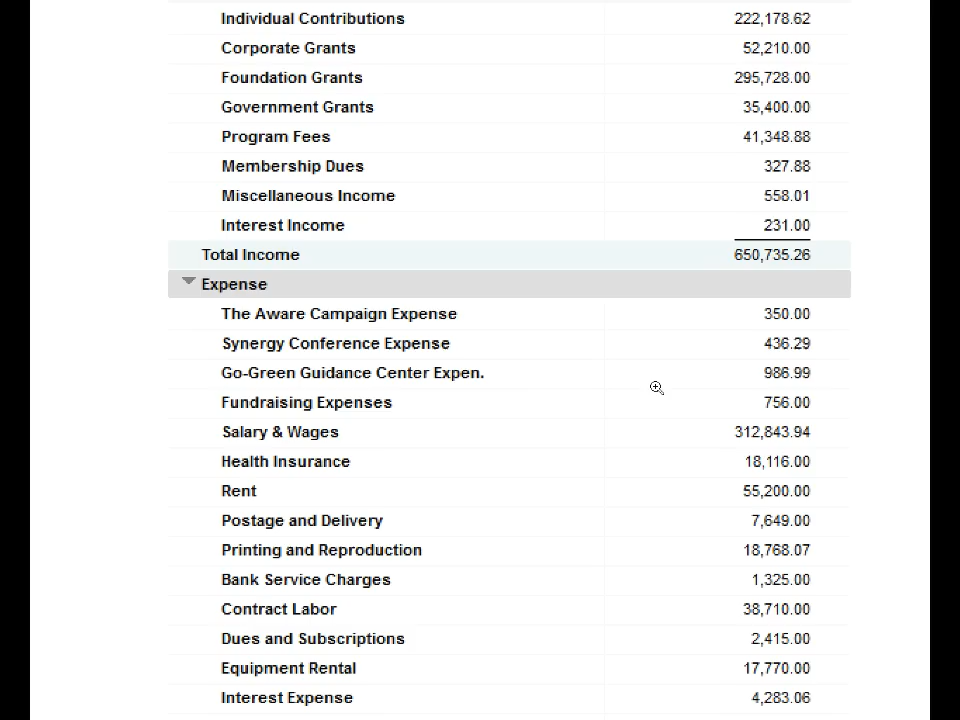 Individual Contributions 222,178.62
Corporate Grants 52,210.00
Foundation Grants 295,728.00
Government Grants 35,400.00
Program Fees 41,348.88
Membership Dues 327.88
Miscellaneous Income 558.01
Interest Income 231.00
Total Income 650,735.26
Expense
The Aware Campaign Expense 350.00
Synergy Conference Expense 436.29
Go-Green Guidance Center Expen. 986.99
Fundraising Expenses 756.00
Salary & Wages 312,843.94
Health Insurance 18,116.00
Rent 55,200.00
Postage and Delivery 7,649.00
Printing and Reproduction 18,768.07
Bank Service Charges 1,325.00
Contract Labor 38,710.00
Dues and Subscriptions 2,415.00
Equipment Rental 17,770.00
Interest Expense 4,283.06